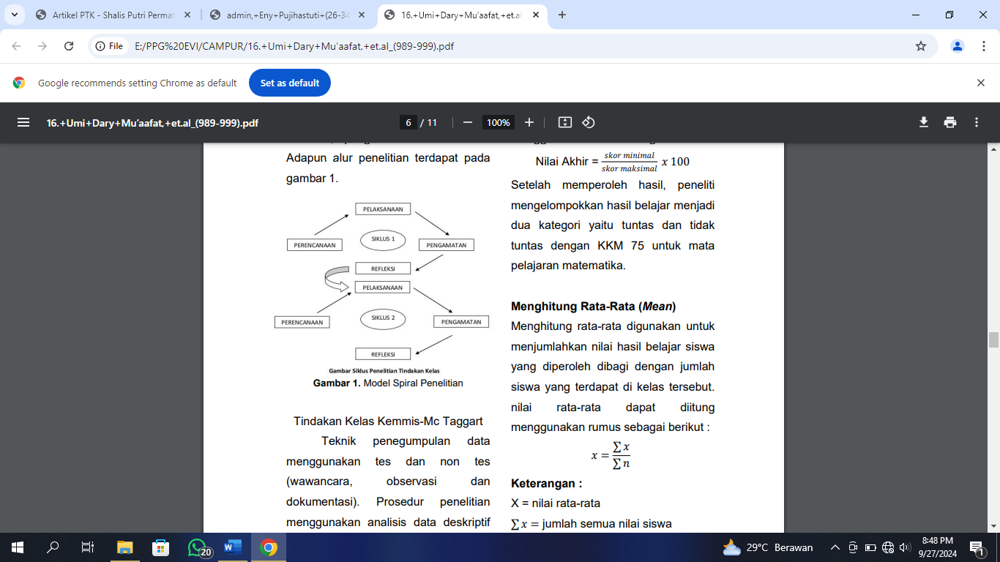 Artikel PTK - Shalis Putri Permat
admin,+Eny+Pujihastuti+(26-34
16.+Umi+Dary+Mu'aafat,+et.al
File
E:/PPG%20EVI/CAMPUR/16.+Umi+Dary+Mu'aafat,+et.al_(989-999).pdf
Google recommends setting Chrome as default
Set as default
16.+Umi+Dary+Mu'aafat,+et.al_(989-999).pdf
6 / 11
100%
Adapun alur penelitian terdapat pada
gambar 1.
PELAKSANAAN
SIKLUS 1
PERENCANAAN
PENGAMATAN
REFLEKSI
PELAKSANAAN
SIKLUS 2
PERENCANAAN
PENGAMATAN
REFLEKSI
Gambar Siklus Penelitian Tindakan Kelas
Gambar 1. Model Spiral Penelitian
Tindakan Kelas Kemmis-Mc Taggart
Teknik penegumpulan data
menggunakan tes dan non tes
(wawancara, observasi dan
dokumentasi). Prosedur penelitian
menggunakan analisis data deskriptif
Nilai Akhir = skor minimal / skor maksimal x 100
Setelah memperoleh hasil, peneliti
mengelompokkan hasil belajar menjadi
dua kategori yaitu tuntas dan tidak
tuntas dengan KKM 75 untuk mata
pelajaran matematika.
Menghitung Rata-Rata (Mean)
Menghitung rata-rata digunakan untuk
menjumlahkan nilai hasil belajar siswa
yang diperoleh dibagi dengan jumlah
siswa yang terdapat di kelas tersebut.
nilai rata-rata dapat diitung
menggunakan rumus sebagai berikut :
x = ∑ x / ∑ n
Keterangan :
X = nilai rata-rata
∑ x = jumlah semua nilai siswa
20
29°C Berawan
8:48 PM
9/27/2024
1